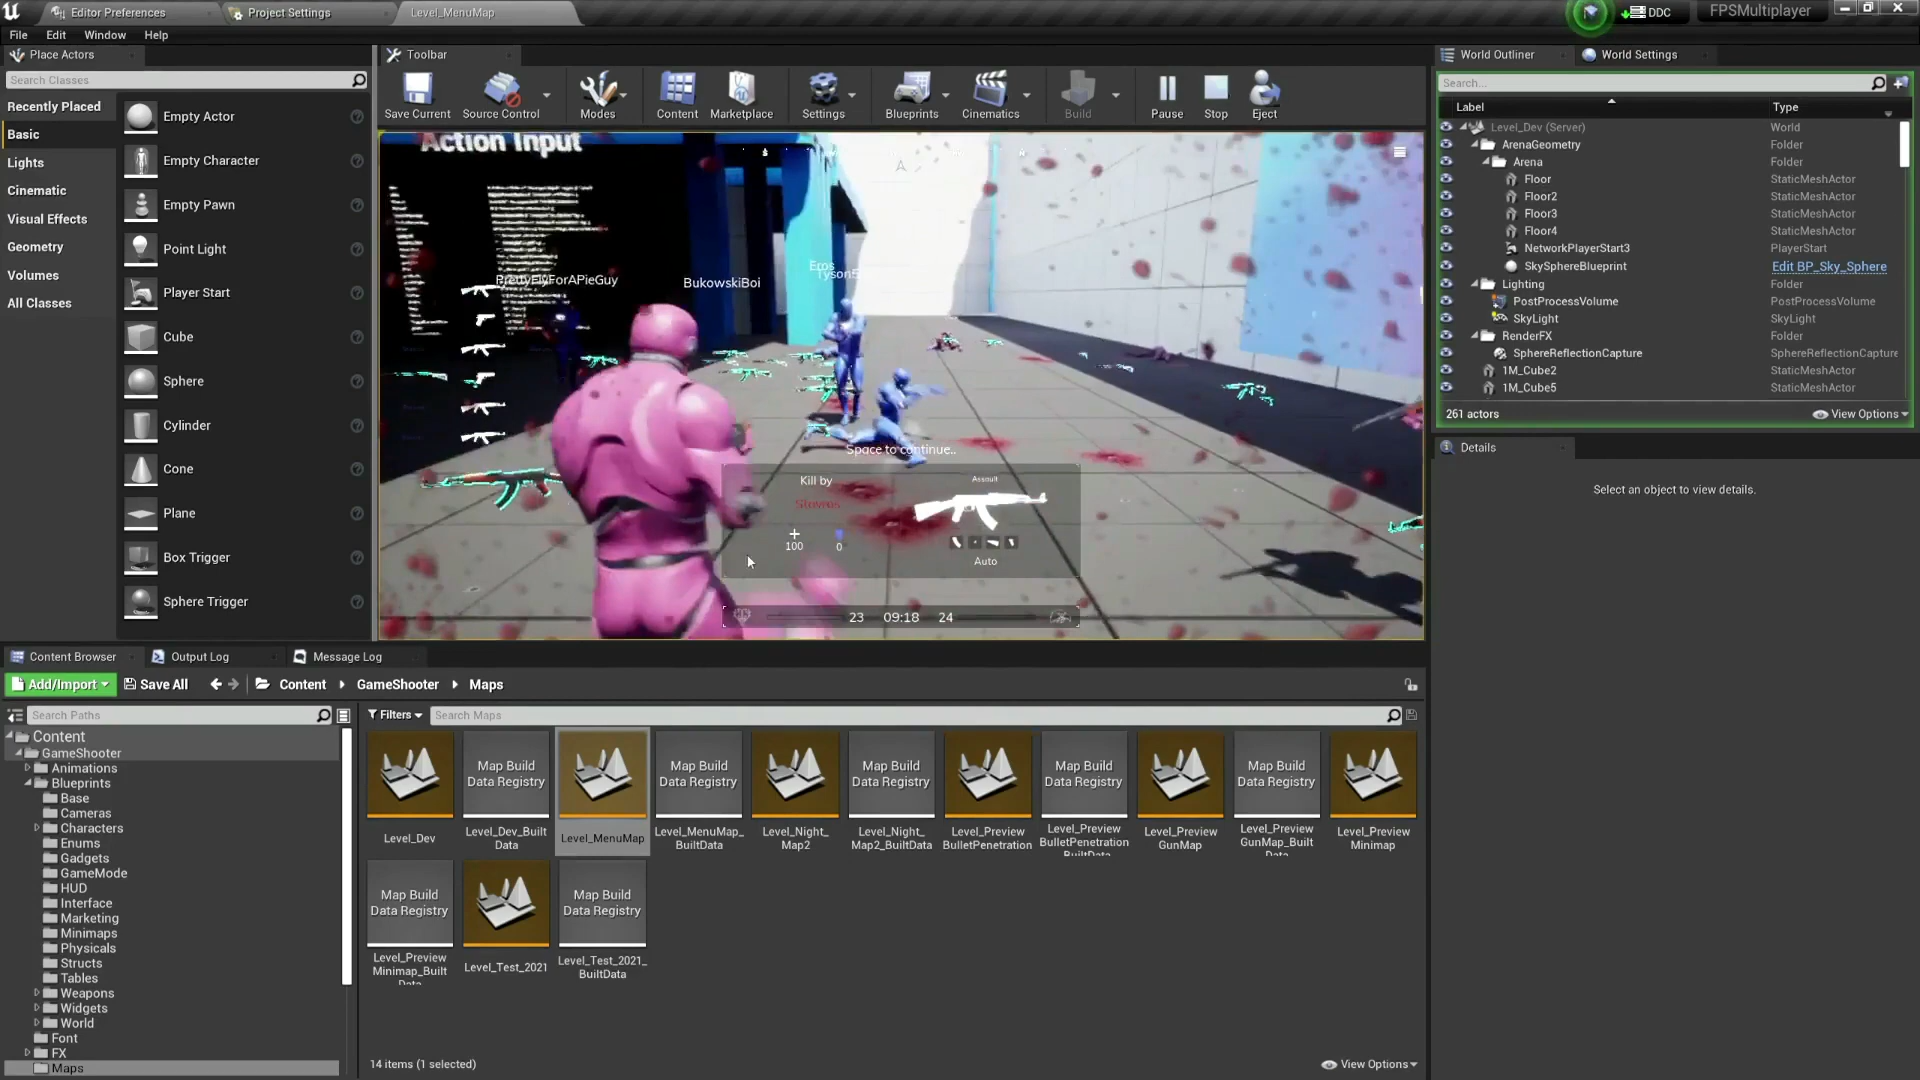 Editor Preferences
Project Settings
Level_MenuMap
DDC
FPSMultiplayer
File Edit Window Help
Place Actors
Search Classes
Recently Placed
Basic
Lights
Cinematic
Visual Effects
Geometry
Volumes
All Classes
Empty Actor
Empty Character
Empty Pawn
Point Light
Player Start
Cube
Sphere
Cylinder
Cone
Plane
Box Trigger
Sphere Trigger
Toolbar
Save Current
Source Control
Modes
Content
Marketplace
Settings
Blueprints
Cinematics
Build
Pause
Stop
Eject
Action Input
PrettyFlyForAPieGuy
BukowskiBoi
Eros
Space to continue..
Kill by
Stavros
100
0
Assault
Auto
23 09:18 24
World Outliner
World Settings
Search...
Label Type
Level_Dev (Server) World
ArenaGeometry Folder
Arena Folder
Floor StaticMeshActor
Floor2 StaticMeshActor
Floor3 StaticMeshActor
Floor4 StaticMeshActor
NetworkPlayerStart3 PlayerStart
SkySphereBlueprint Edit BP_Sky_Sphere
Lighting Folder
PostProcessVolume PostProcessVolume
SkyLight SkyLight
RenderFX Folder
SphereReflectionCapture SphereReflectionCapture
1M_Cube2 StaticMeshActor
1M_Cube5 StaticMeshActor
261 actors
View Options
Details
Select an object to view details.
Content Browser
Output Log
Message Log
Add/Import
Save All
Content
GameShooter
Maps
Search Paths
Filters
Search Maps
Content
GameShooter
Animations
Blueprints
Base
Cameras
Characters
Enums
Gadgets
GameMode
HUD
Interface
Marketing
Minimaps
Physicals
Structs
Tables
Weapons
Widgets
World
Font
FX
Maps
Level_Dev
Map Build
Data Registry
Level_Dev_Built
Data
Level_MenuMap
Map Build
Data Registry
Level_MenuMap_
BuiltData
Level_Night_
Map2
Map Build
Data Registry
Level_Night_
Map2_BuiltData
Level_Preview
BulletPenetration
Map Build
Data Registry
Level_Preview
BulletPenetration
BuiltData
Level_Preview
GunMap
Map Build
Data Registry
Level_Preview
GunMap_Built
Data
Level_Preview
Minimap
Map Build
Data Registry
Level_Preview
Minimap_Built
Data
Level_Test_2021
Map Build
Data Registry
Level_Test_2021_
BuiltData
14 items (1 selected)
View Options